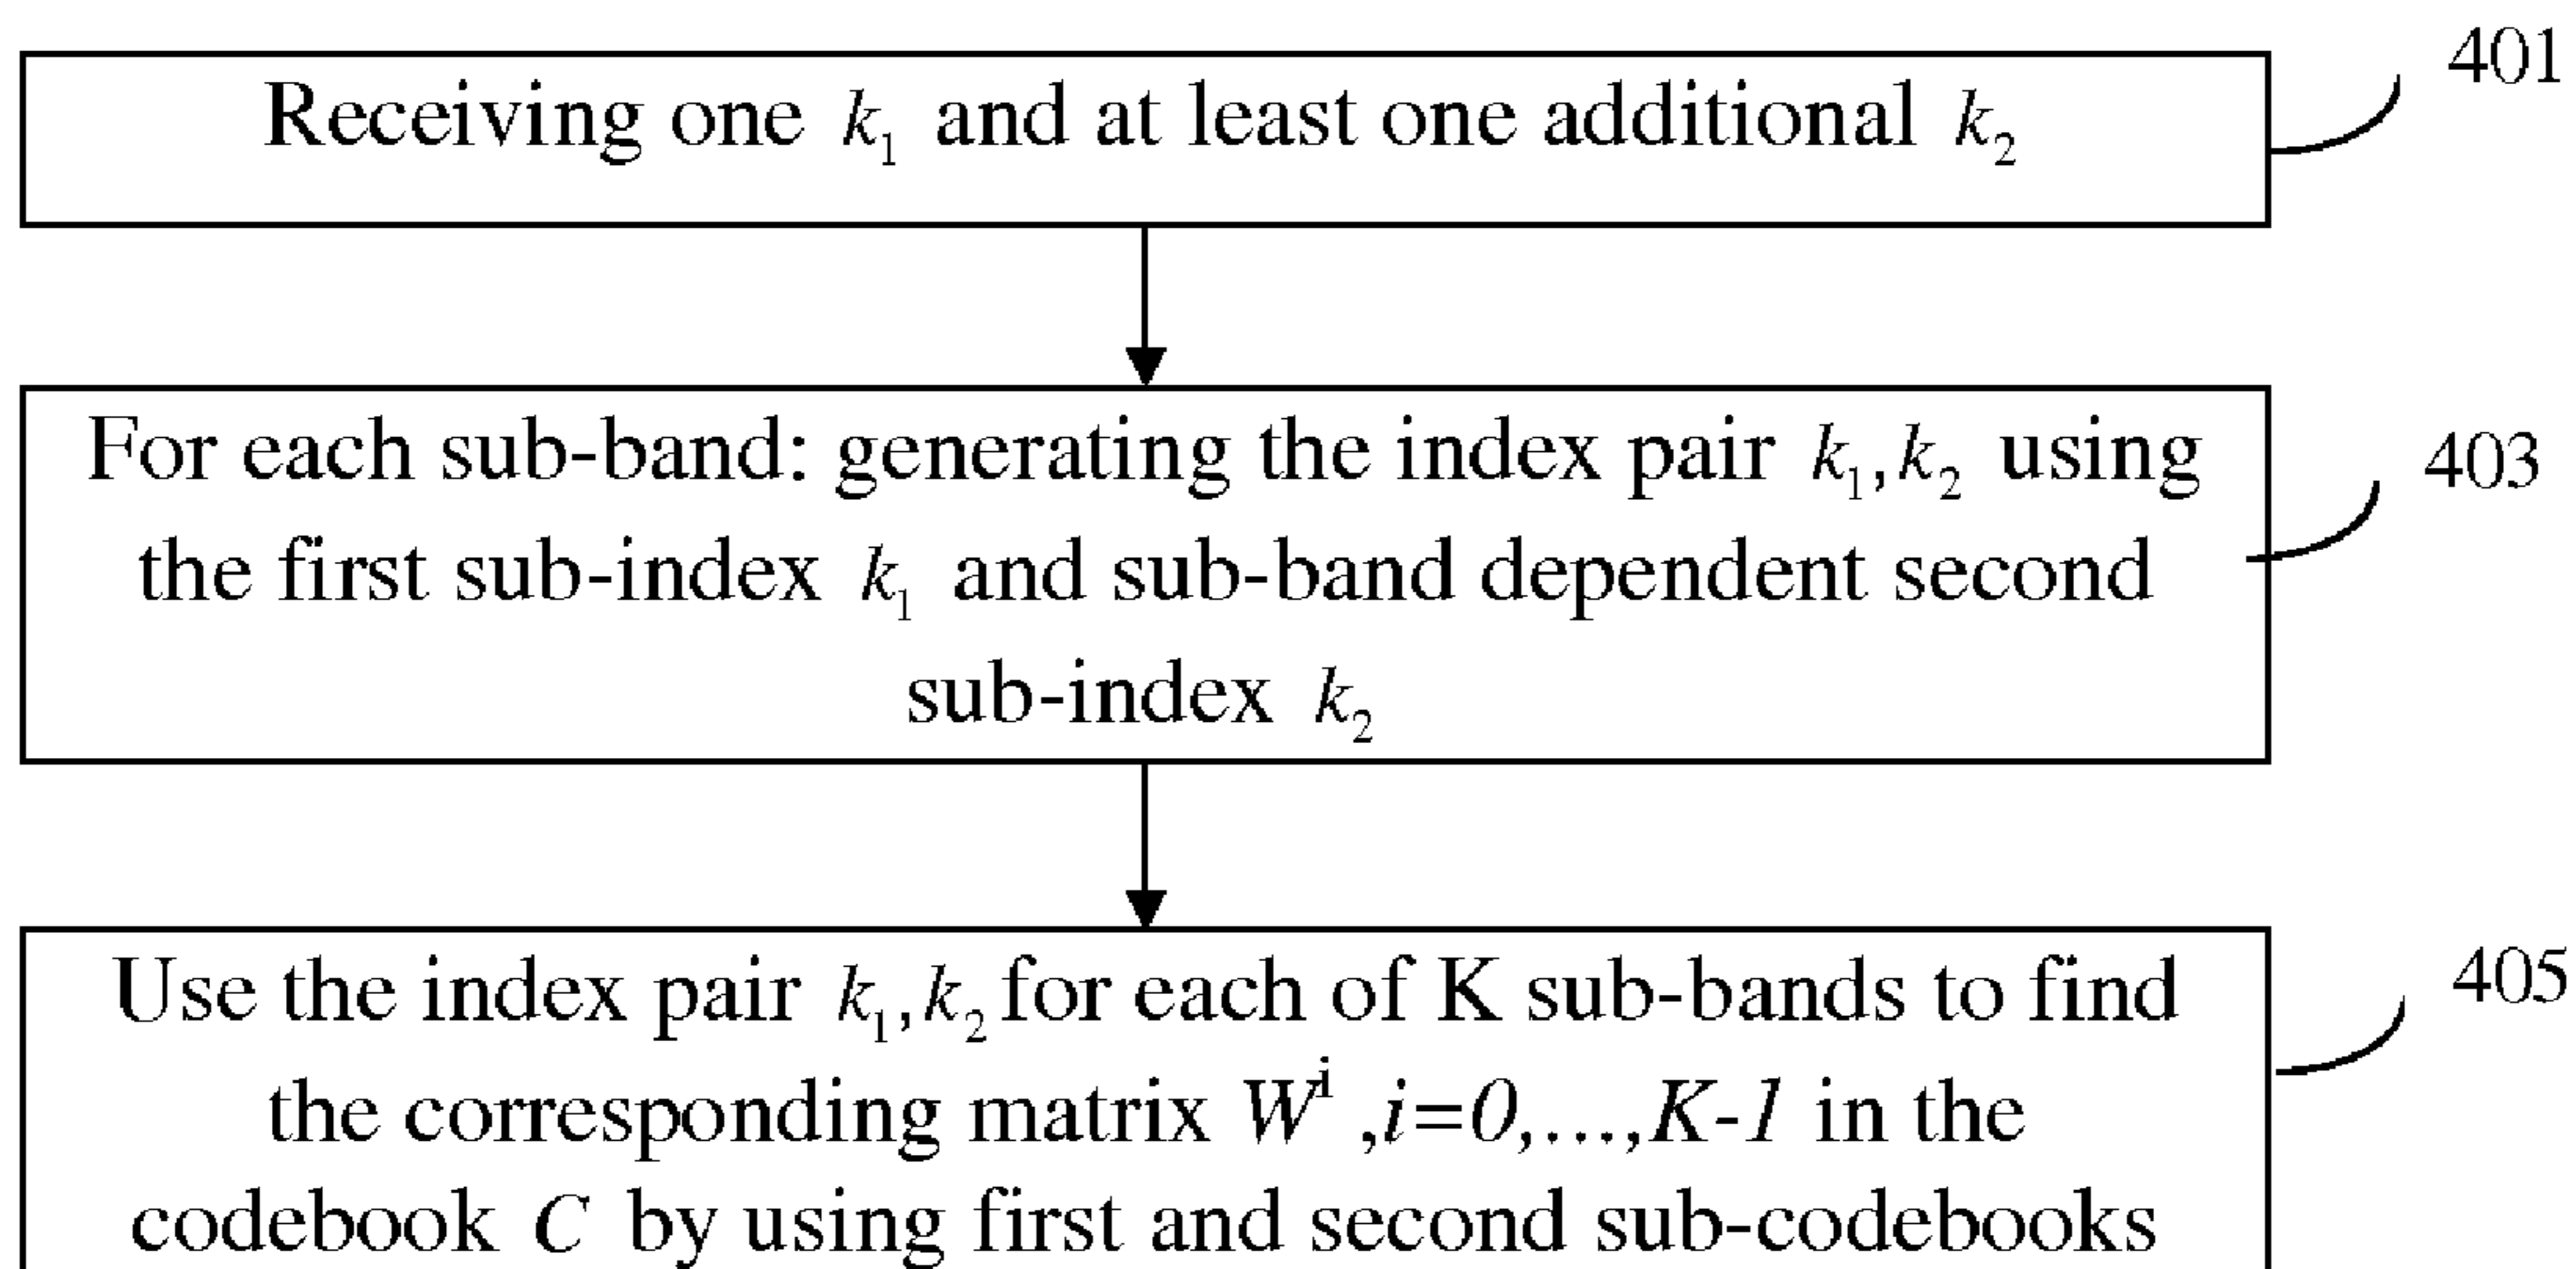 401
Receiving one k₁ and at least one additional k₂
For each sub-band: generating the index pair k₁,k₂ using
403
the first sub-index k₁ and sub-band dependent second
sub-index k₂
405
Use the index pair k₁,k₂ for each of K sub-bands to find
the corresponding matrix Wⁱ ,i=0,...,K-1 in the
codebook C by using first and second sub-codebooks